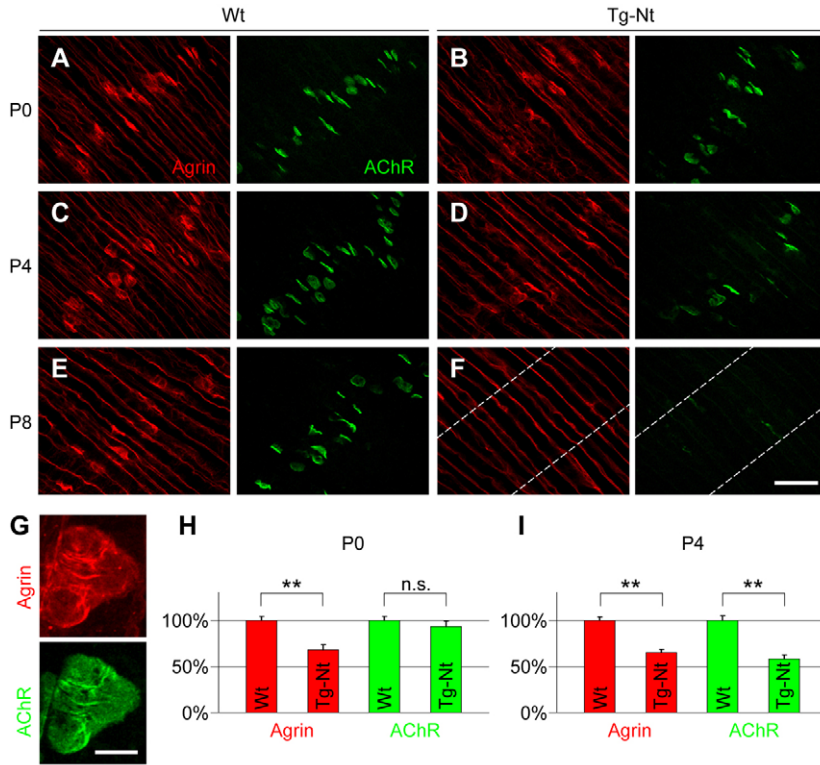 Wt Tg-Nt
P0 A Agrin AChR B
P4 C D
P8 E F
G Agrin AChR
H P0
** n.s.
100%
50%
0%
Wt Tg-Nt Wt Tg-Nt
Agrin AChR
I P4
** **
100%
50%
0%
Wt Tg-Nt Wt Tg-Nt
Agrin AChR